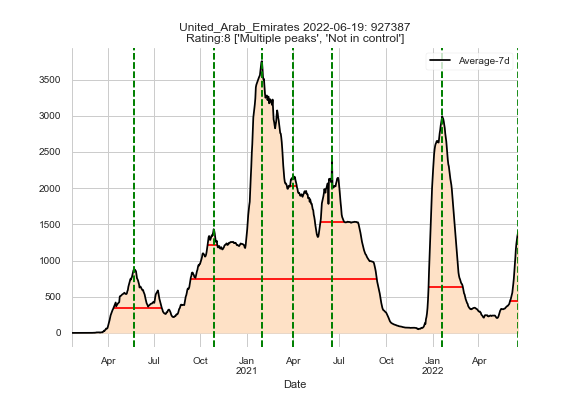 United_Arab_Emirates 2022-06-19: 927387
Rating:8 ['Multiple peaks', 'Not in control']
Average-7d
3500
3000
2500
2000
1500
1000
500
0
Apr Jul Oct Jan Apr Jul Oct Jan Apr
2021 2022
Date